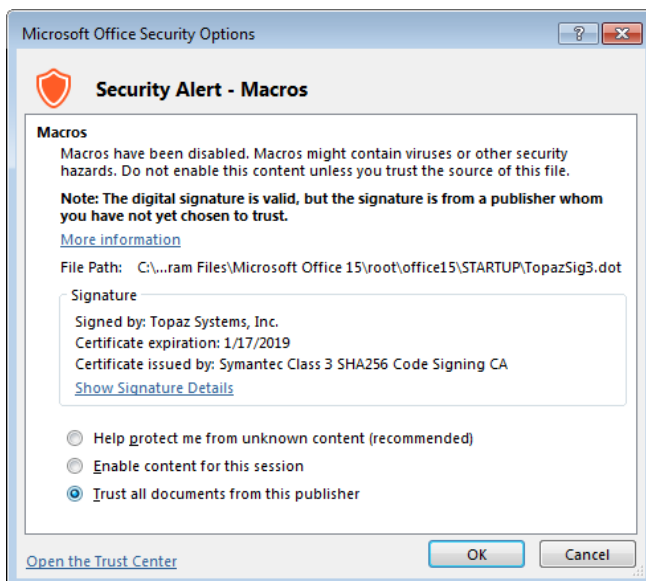 Microsoft Office Security Options
?
Security Alert - Macros
Macros
Macros have been disabled. Macros might contain viruses or other security
hazards. Do not enable this content unless you trust the source of this file.
Note: The digital signature is valid, but the signature is from a publisher whom
you have not yet chosen to trust.
More information
File Path: C:\...ram Files\Microsoft Office 15\root\office15\STARTUP\TopazSig3.dot
Signature
Signed by: Topaz Systems, Inc.
Certificate expiration: 1/17/2019
Certificate issued by: Symantec Class 3 SHA256 Code Signing CA
Show Signature Details
Help protect me from unknown content (recommended)
Enable content for this session
Trust all documents from this publisher
Open the Trust Center
OK
Cancel